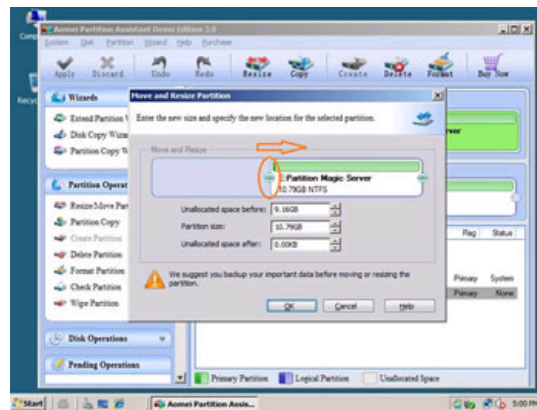 Aomei Partition Assistant Demo Edition 3.0
System Disk Partition Wizard Help Purchase
Apply Discard Undo Redo Resize Copy Create Delete Format Buy Now
Wizards
Extend Partition
Disk Copy
Partition Copy
Move and Resize Partition
Enter the new size and specify the new location for the selected partition.
Move and Resize
Partition Magic Server
10.79GB NTFS
Unallocated space before: 9.16GB
Partition size: 10.79GB
Unallocated space after: 0.00KB
We suggest you backup your important data before moving or resizing the
partition.
OK Cancel Help
Partition
Resize/Move
Partition Copy
Create Partition
Delete Partition
Format Partition
Check Partition
Wipe Partition
Flag Status
Primary System
Primary None
Disk Operations
Pending Operations
Primary Partition Logical Partition Unallocated Space
Start Aomei Partition Assis... 5:00 PM